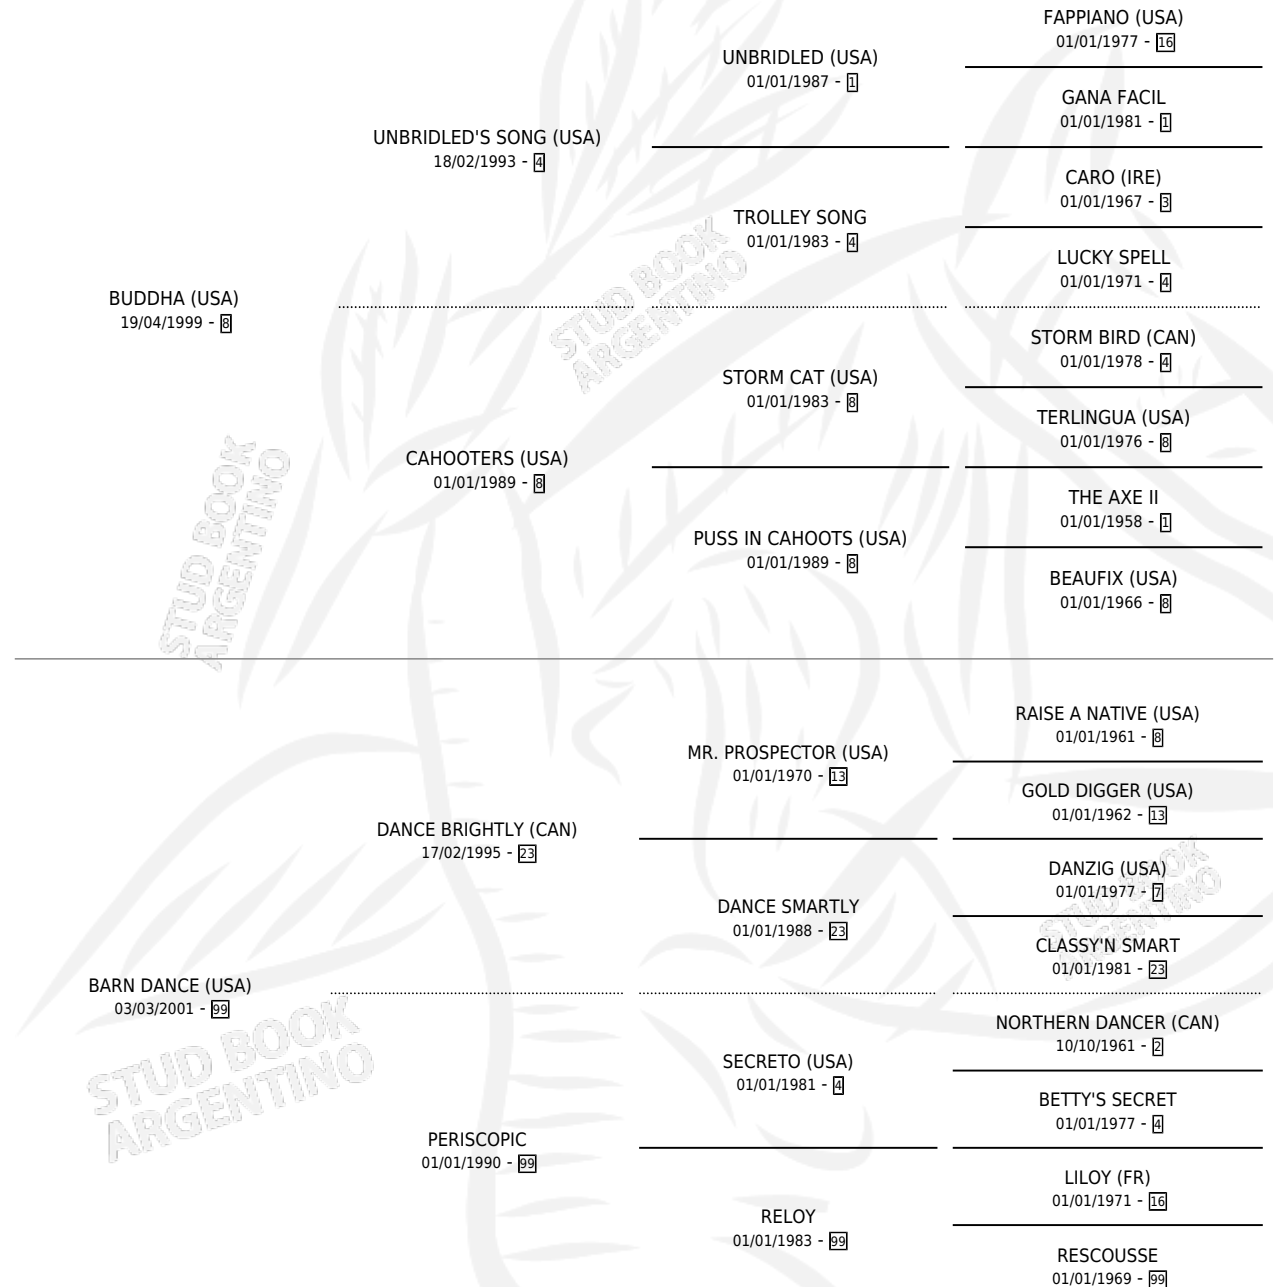 FAPPIANO (USA)
01/01/1977 - 16
UNBRIDLED (USA)
01/01/1987 - 1
GANA FACIL
01/01/1981 - 1
UNBRIDLED'S SONG (USA)
18/02/1993 - 4
CARO (IRE)
01/01/1967 - 3
TROLLEY SONG
01/01/1983 - 4
LUCKY SPELL
01/01/1971 - 4
BUDDHA (USA)
19/04/1999 - 8
STORM BIRD (CAN)
01/01/1978 - 4
STORM CAT (USA)
01/01/1983 - 8
TERLINGUA (USA)
01/01/1976 - 8
CAHOOTERS (USA)
01/01/1989 - 8
THE AXE II
01/01/1958 - 1
PUSS IN CAHOOTS (USA)
01/01/1989 - 8
BEAUFIX (USA)
01/01/1966 - 8
RAISE A NATIVE (USA)
01/01/1961 - 8
MR. PROSPECTOR (USA)
01/01/1970 - 13
GOLD DIGGER (USA)
01/01/1962 - 13
DANCE BRIGHTLY (CAN)
17/02/1995 - 23
DANZIG (USA)
01/01/1977 - 7
DANCE SMARTLY
01/01/1988 - 23
CLASSY'N SMART
01/01/1981 - 23
BARN DANCE (USA)
03/03/2001 - 99
NORTHERN DANCER (CAN)
10/10/1961 - 2
SECRETO (USA)
01/01/1981 - 4
BETTY'S SECRET
01/01/1977 - 4
PERISCOPIC
01/01/1990 - 99
LILOY (FR)
01/01/1971 - 16
RELOY
01/01/1983 - 99
RESCOUSSE
01/01/1969 - 99
STUD BOOK
ARGENTINO
STUD BOOK
ARGENTINO
STUD BOOK
ARGENTINO
STUD BOOK
ARGENTINO